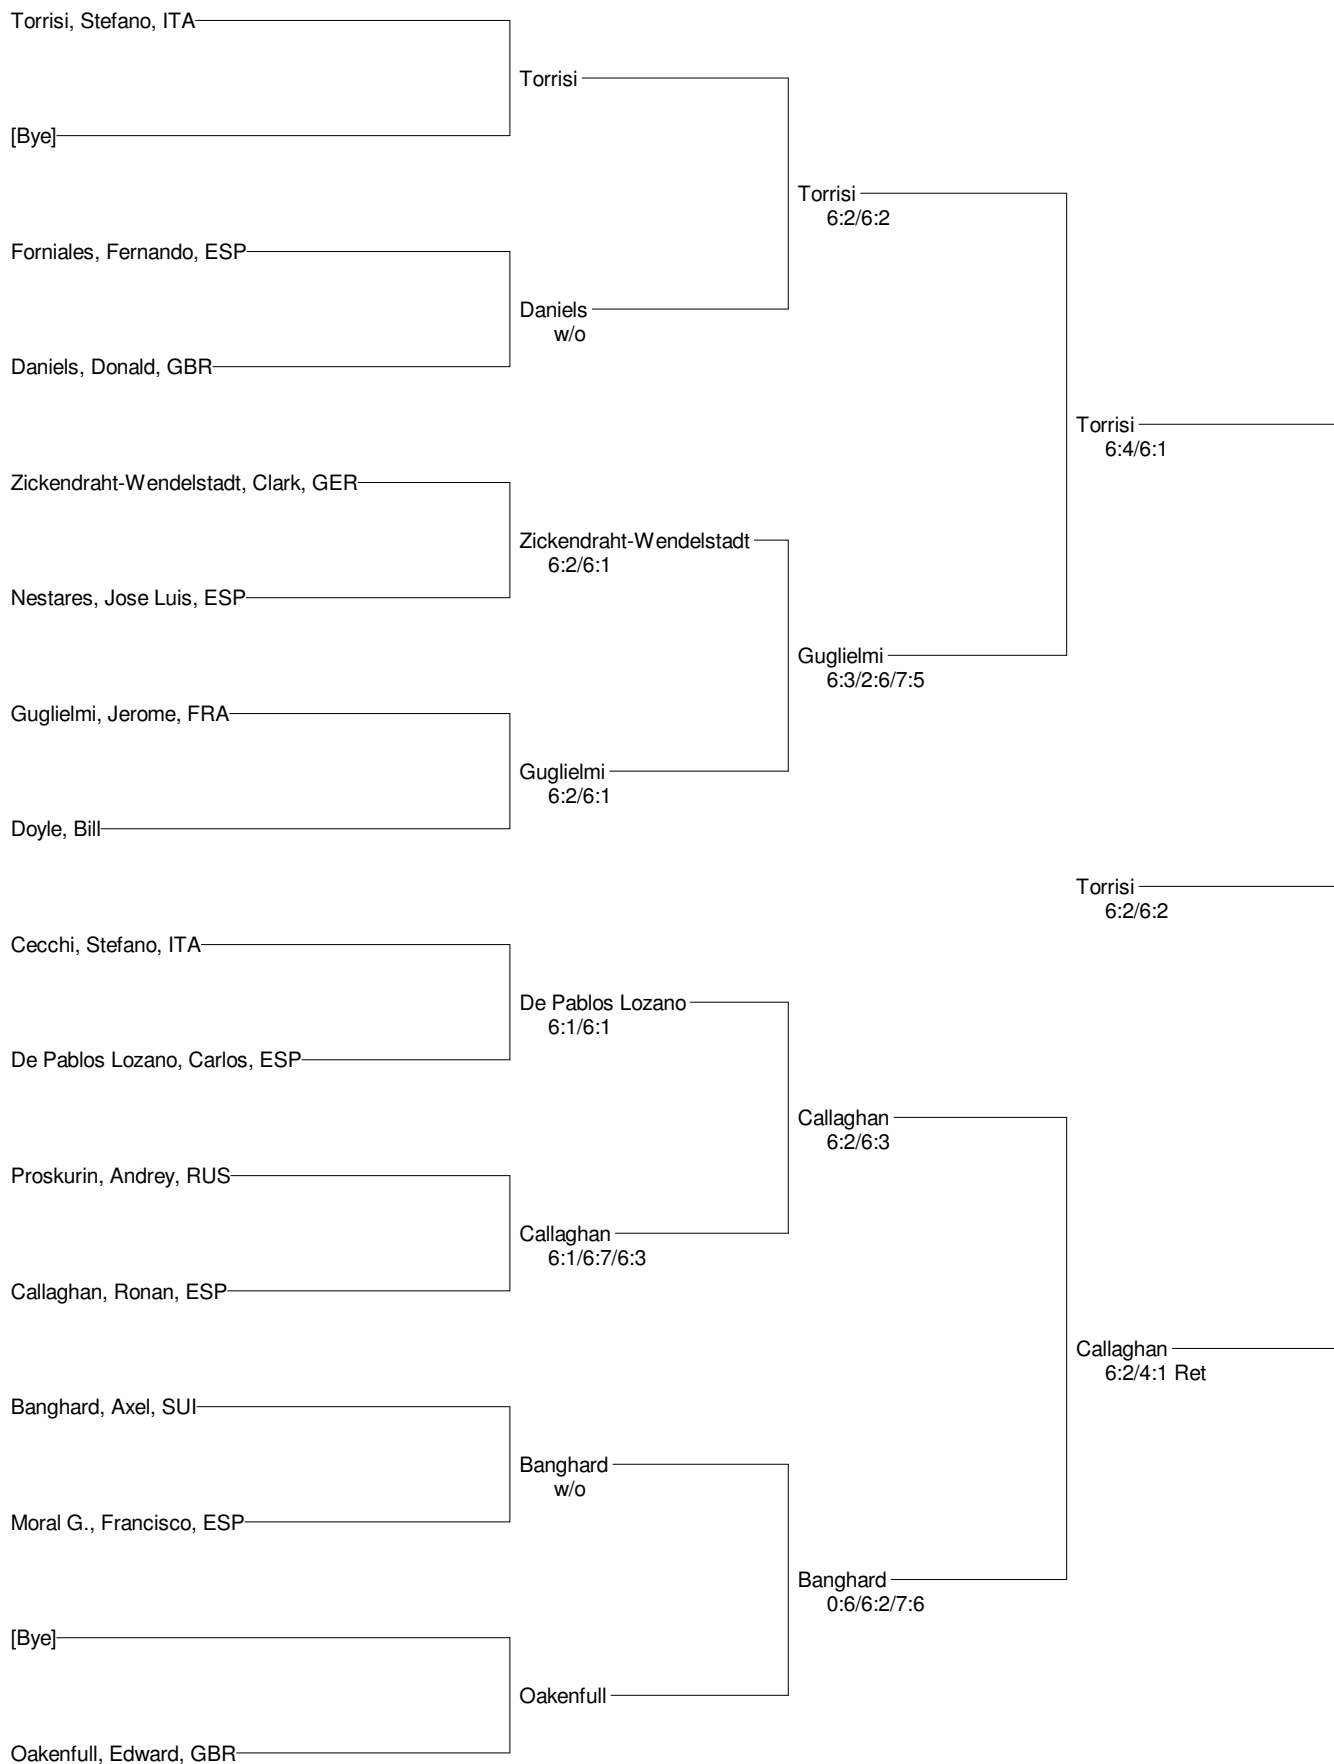 Torrisi, Stefano, ITA
Torrisi
[Bye]
Torrisi
6:2/6:2
Forniales, Fernando, ESP
Daniels
w/o
Daniels, Donald, GBR
Torrisi
6:4/6:1
Zickendraht-Wendelstadt, Clark, GER
Zickendraht-Wendelstadt
6:2/6:1
Nestares, Jose Luis, ESP
Guglielmi
6:3/2:6/7:5
Guglielmi, Jerome, FRA
Guglielmi
6:2/6:1
Doyle, Bill
Torrisi
6:2/6:2
Cecchi, Stefano, ITA
De Pablos Lozano
6:1/6:1
De Pablos Lozano, Carlos, ESP
Callaghan
6:2/6:3
Proskurin, Andrey, RUS
Callaghan
6:1/6:7/6:3
Callaghan, Ronan, ESP
Callaghan
6:2/4:1 Ret
Banghard, Axel, SUI
Banghard
w/o
Moral G., Francisco, ESP
Banghard
0:6/6:2/7:6
[Bye]
Oakenfull
Oakenfull, Edward, GBR